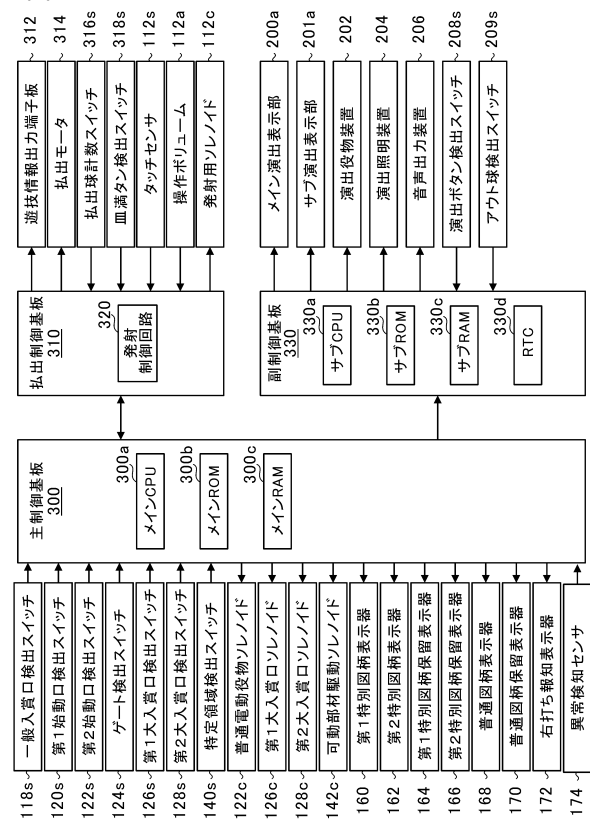 118s 一般入賞口検出スイッチ
120s 第1始動口検出スイッチ
122s 第2始動口検出スイッチ
124s ゲート検出スイッチ
126s 第1大入賞口検出スイッチ
128s 第2大入賞口検出スイッチ
140s 特定領域検出スイッチ
122c 普通電動役物ソレノイド
126c 第1大入賞口ソレノイド
128c 第2大入賞口ソレノイド
142c 可動部材駆動ソレノイド
160 第1特別図柄表示器
162 第2特別図柄表示器
164 第1特別図柄保留表示器
166 第2特別図柄保留表示器
168 普通図柄表示器
170 普通図柄保留表示器
172 右打ち報知表示器
174 異常検知センサ
主制御基板
300
300a
メインCPU
300b
メインROM
300c
メインRAM
払出制御基板
310
320
発射
制御回路
副制御基板
330
330a
サブCPU
330b
サブROM
330c
サブRAM
330d
RTC
遊技情報出力端子板 312
払出モータ 314
払出球計数スイッチ 316s
皿満タン検出スイッチ 318s
タッチセンサ 112s
操作ボリューム 112a
発射用ソレノイド 112c
メイン演出表示部 200a
サブ演出表示部 201a
演出役物装置 202
演出照明装置 204
音声出力装置 206
演出ボタン検出スイッチ 208s
アウト球検出スイッチ 209s